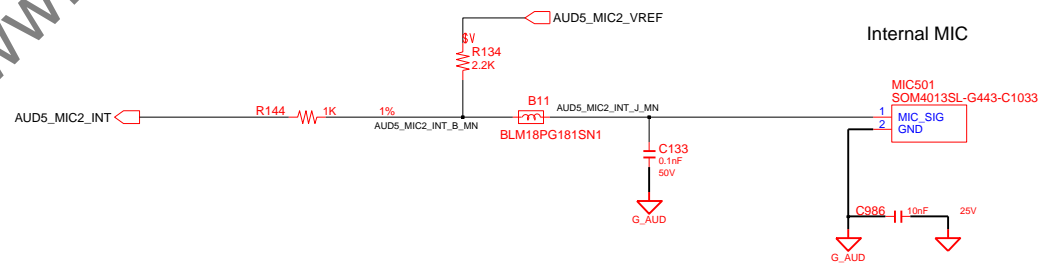 AUD5_MIC2_VREF
Internal MIC
$V
R134
2.2K
MIC501
SOM4013SL-G443-C1033
B11
AUD5_MIC2_INT_J_MN
R144 1K 1%
1 MIC_SIG
AUD5_MIC2_INT
AUD5_MIC2_INT_B_MN
2 GND
BLM18PG181SN1
C133
0.1nF
50V
C986 10nF 25V
G_AUD
G_AUD